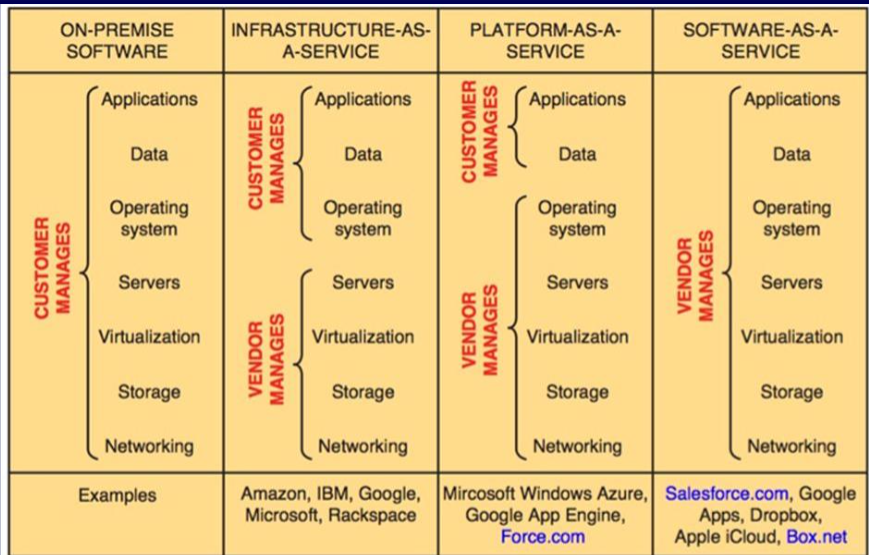 ON-PREMISE
SOFTWARE
INFRASTRUCTURE-AS-
A-SERVICE
PLATFORM-AS-A-
SERVICE
SOFTWARE-AS-A-
SERVICE
CUSTOMER
MANAGES
Applications
Data
Operating
system
Servers
Virtualization
Storage
Networking
CUSTOMER
MANAGES
Applications
Data
Operating
system
VENDOR
MANAGES
Servers
Virtualization
Storage
Networking
CUSTOMER
MANAGES
Applications
Data
VENDOR
MANAGES
Operating
system
Servers
Virtualization
Storage
Networking
VENDOR
MANAGES
Applications
Data
Operating
system
Servers
Virtualization
Storage
Networking
Examples
Amazon, IBM, Google,
Microsoft, Rackspace
Mircosoft Windows Azure,
Google App Engine,
Force.com
Salesforce.com, Google
Apps, Dropbox,
Apple iCloud, Box.net